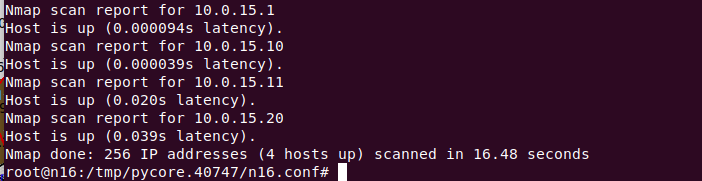 Nmap scan report for 10.0.15.1
Host is up (0.000094s latency).
Nmap scan report for 10.0.15.10
Host is up (0.000039s latency).
Nmap scan report for 10.0.15.11
Host is up (0.020s latency).
Nmap scan report for 10.0.15.20
Host is up (0.039s latency).
Nmap done: 256 IP addresses (4 hosts up) scanned in 16.48 seconds
root@n16:/tmp/pycore.40747/n16.conf#